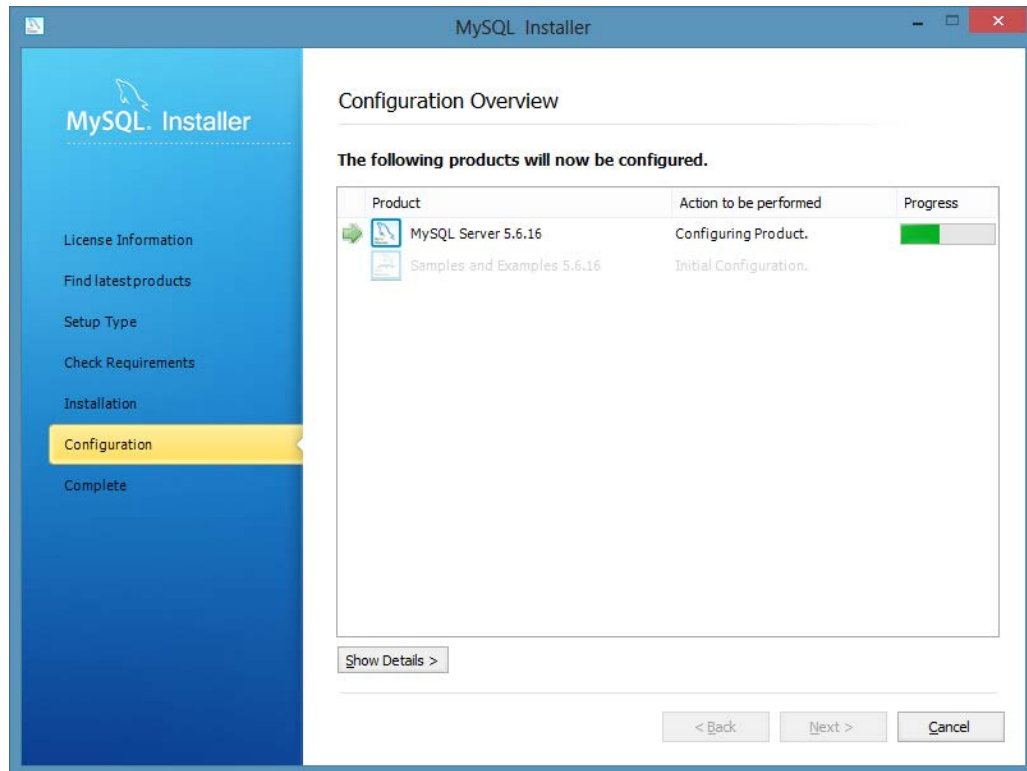 MySQL Installer
MySQL. Installer
License Information
Find latest products
Setup Type
Check Requirements
Installation
Configuration
Complete
Configuration Overview
The following products will now be configured.
Product Action to be performed Progress
MySQL Server 5.6.16 Configuring Product.
Samples and Examples 5.6.16 Initial Configuration.
Show Details >
< Back Next > Cancel